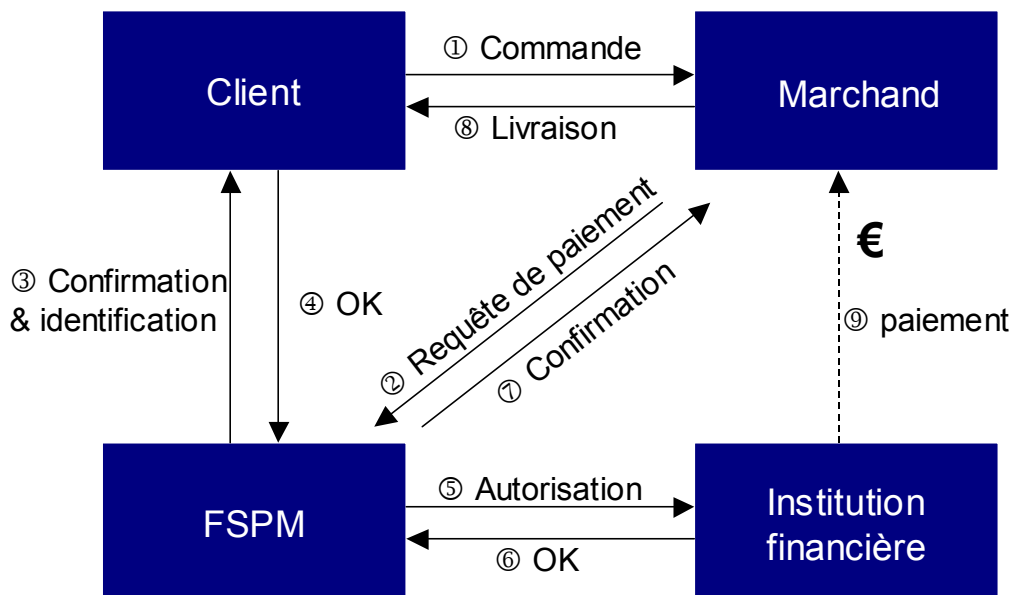 ① Commande
Client
Marchand
⑧ Livraison
② Requête de paiement
⑦ Confirmation
€
③ Confirmation
& identification
④ OK
⑨ paiement
⑤ Autorisation
FSPM
Institution
financière
⑥ OK